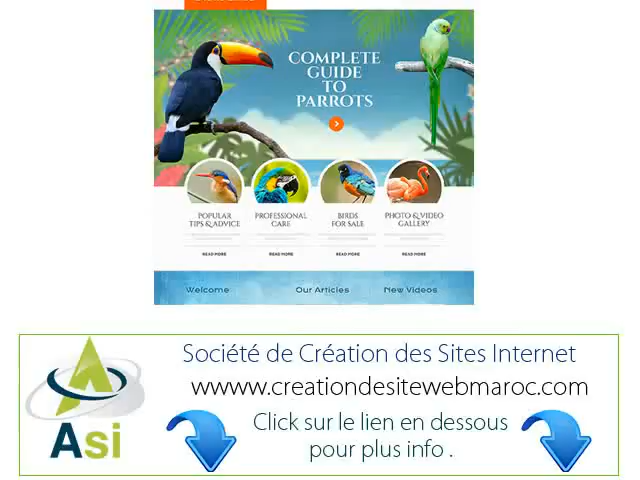 COMPLETE
GUIDE
TO
PARROTS
POPULAR
TIPS & ADVICE
PROFESSIONAL
CARE
BIRDS
FOR SALE
PHOTO & VIDEO
GALLERY
READ MORE
READ MORE
READ MORE
READ MORE
Welcome
Our Articles
New Videos
Asi
Société de Création des Sites Internet
wwww.creationdesitewebmaroc.com
Click sur le lien en dessous
pour plus info .